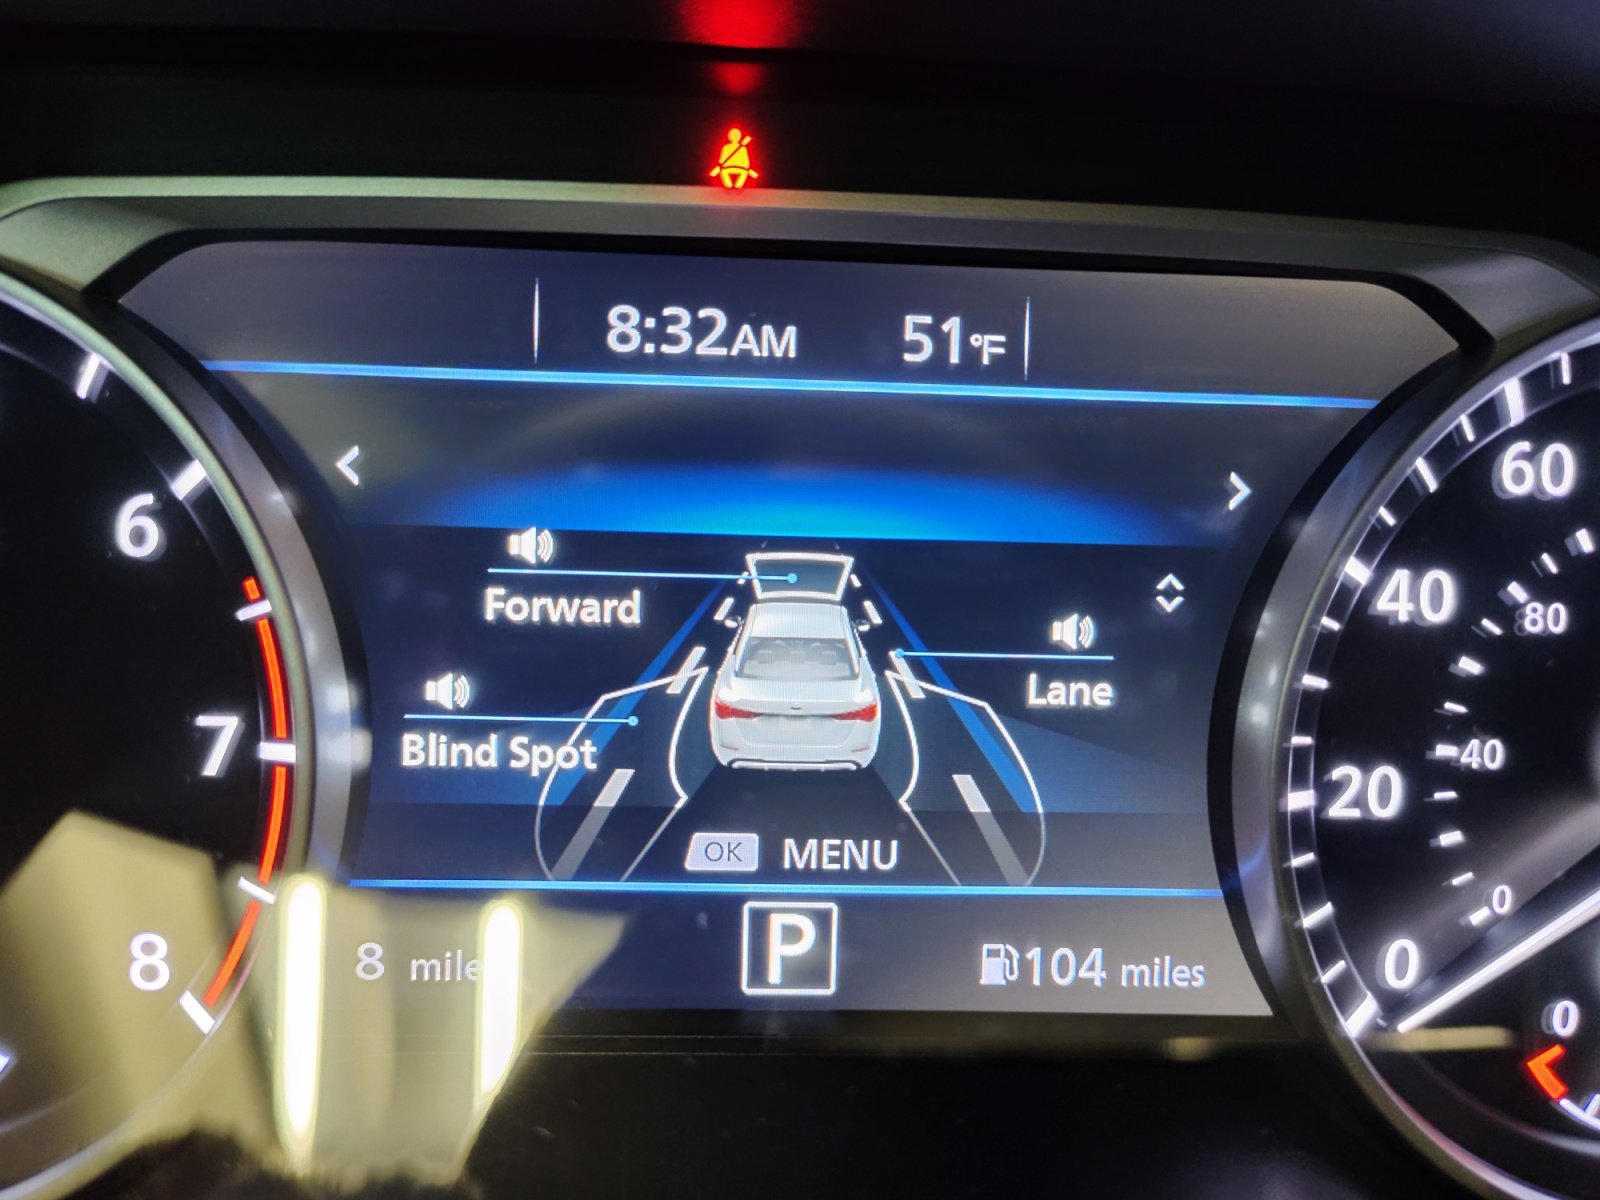 8:32AM 51°F
Forward
Lane
Blind Spot
OK MENU
8 mile
P
104 miles
6
7
8
60
40
20
0
80
40
0
0